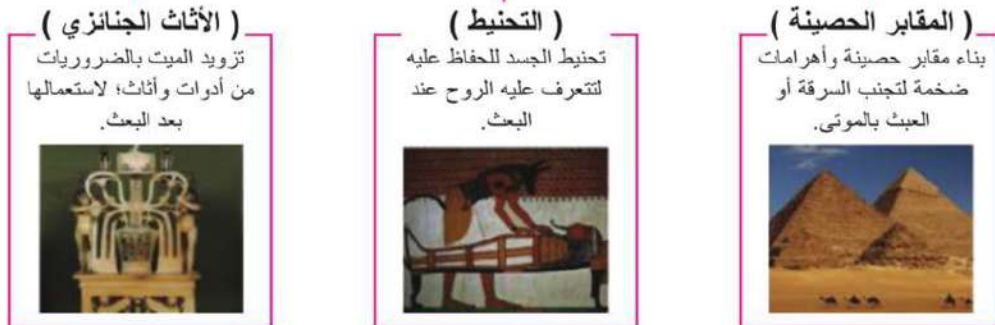 ( المقابر الحصينة )
بناء مقابر حصينة وأهرامات
ضخمة لتجنب السرقة أو
العبث بالموتى.
( التحنيط )
تحنيط الجسد للحفاظ عليه
لتتعرف عليه الروح عند
البعث.
( الأثاث الجنائزي )
تزويد الميت بالضروريات
من أدوات وأثاث؛ لاستعمالها
بعد البعث.